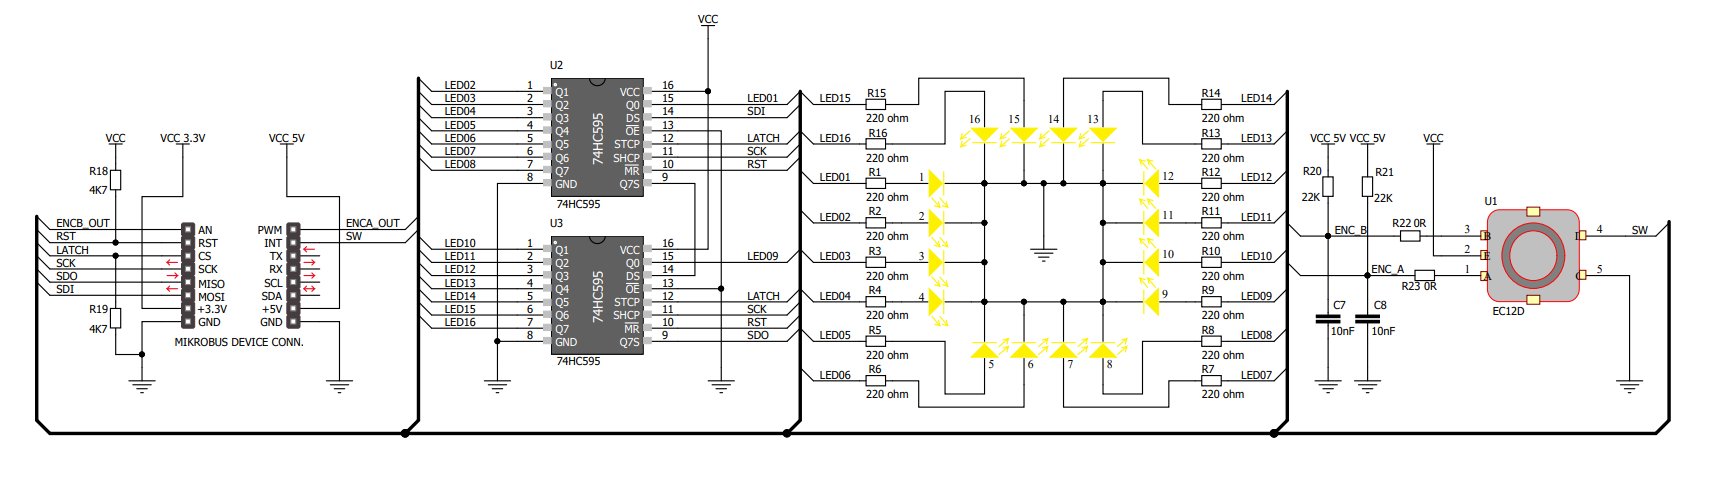 VCC
VCC 3.3V
VCC 5V
R18
4K7
ENCB_OUT
RST
LATCH
SCK
SDO
SDI
R19
4K7
AN
RST
CS
SCK
MISO
MOSI
+3.3V
GND
PWM
INT
TX
RX
SCL
SDA
+5V
GND
ENCA_OUT
SW
MIKROBUS DEVICE CONN.
VCC
U2
LED02 1 Q1 VCC 16
LED03 2 Q2 Q0 15 LED01
LED04 3 Q3 DS 14 SDI
LED05 4 Q4 OE 13
LED06 5 Q5 STCP 12 LATCH
LED07 6 Q6 SHCP 11 SCK
LED08 7 Q7 MR 10 RST
8 GND Q7S 9
74HC595
74HC595
U3
LED10 1 Q1 VCC 16
LED11 2 Q2 Q0 15 LED09
LED12 3 Q3 DS 14
LED13 4 Q4 OE 13
LED14 5 Q5 STCP 12 LATCH
LED15 6 Q6 SHCP 11 SCK
LED16 7 Q7 MR 10 RST
8 GND Q7S 9 SDO
74HC595
74HC595
LED15 R15
220 ohm
LED16 R16
220 ohm
LED01 R1
220 ohm
LED02 R2
220 ohm
LED03 R3
220 ohm
LED04 R4
220 ohm
LED05 R5
220 ohm
LED06 R6
220 ohm
16 15 14 13
1
2
3
4
12
11
10
9
5 6 7 8
R14 LED14
220 ohm
R13 LED13
220 ohm
R12 LED12
220 ohm
R11 LED11
220 ohm
R10 LED10
220 ohm
R9 LED09
220 ohm
R8 LED08
220 ohm
R7 LED07
220 ohm
VCC 5V VCC 5V VCC
R20
22K
R21
22K
ENC_B
R22 0R
ENC_A
R23 0R
C7
10nF
C8
10nF
U1
3 B
2 E
1 A
D 4 SW
C 5
EC12D